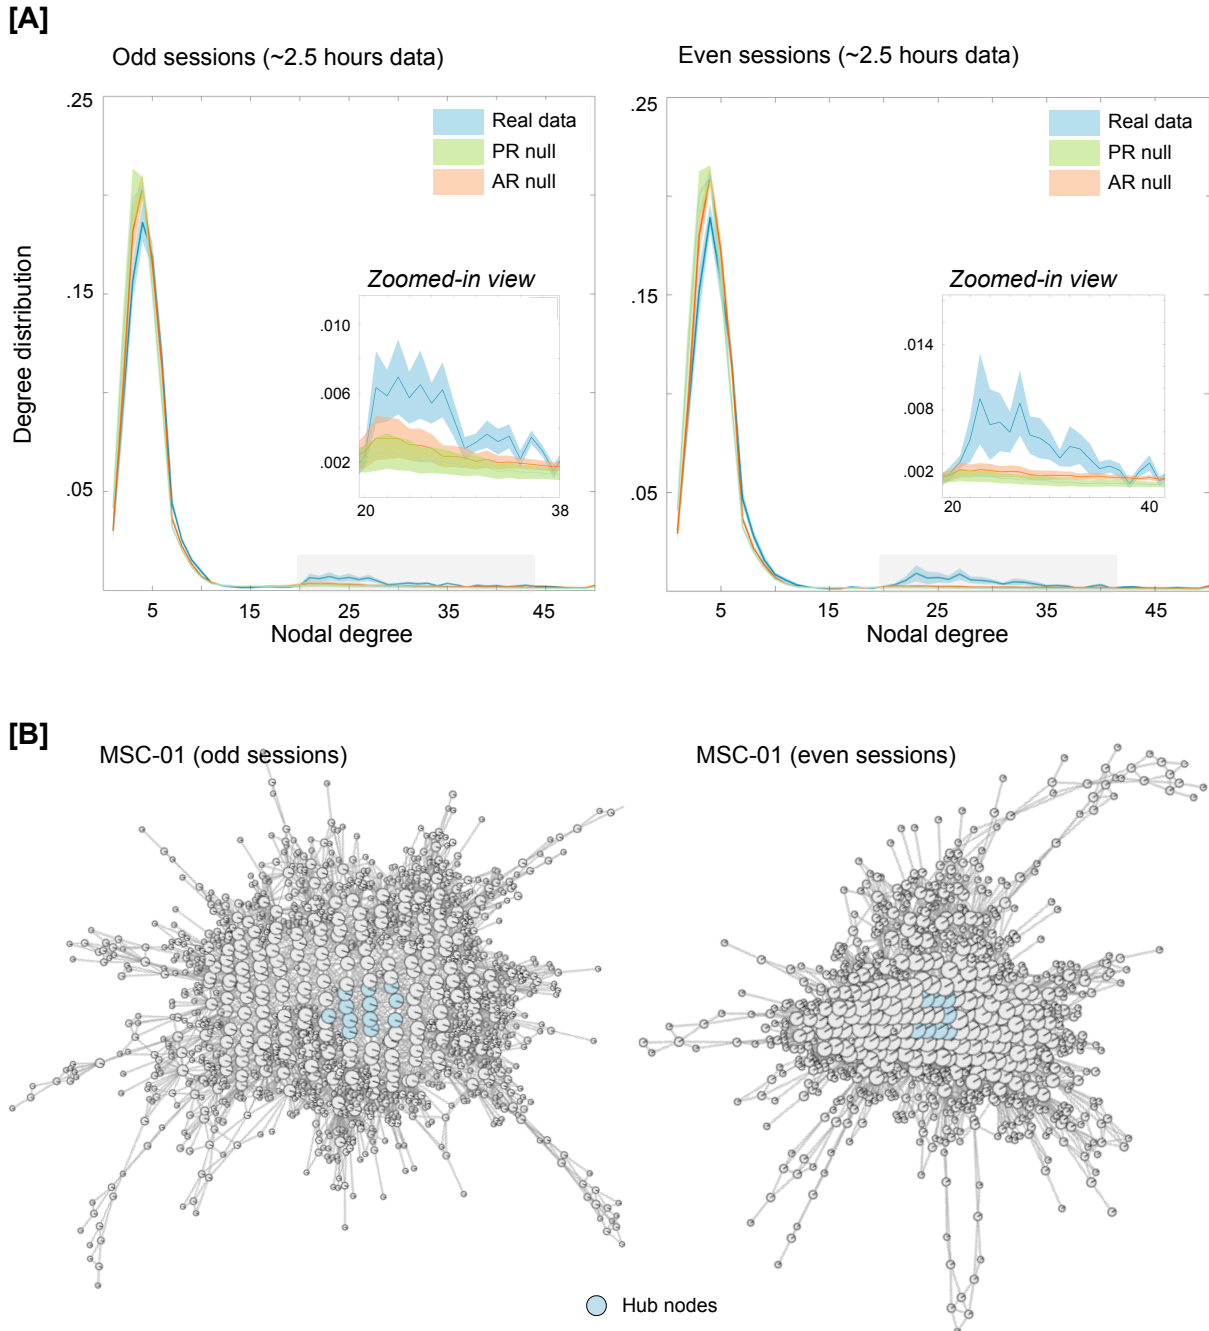 [A]
Odd sessions (~2.5 hours data)
Even sessions (~2.5 hours data)
.25
.15
.05
Degree distribution
Real data
PR null
AR null
Zoomed-in view
.010
.006
.002
20 38
5 15 25 35 45
Nodal degree
.25
.15
.05
Real data
PR null
AR null
Zoomed-in view
.014
.008
.002
20 40
5 15 25 35 45
Nodal degree
[B]
MSC-01 (odd sessions)
MSC-01 (even sessions)
Hub nodes